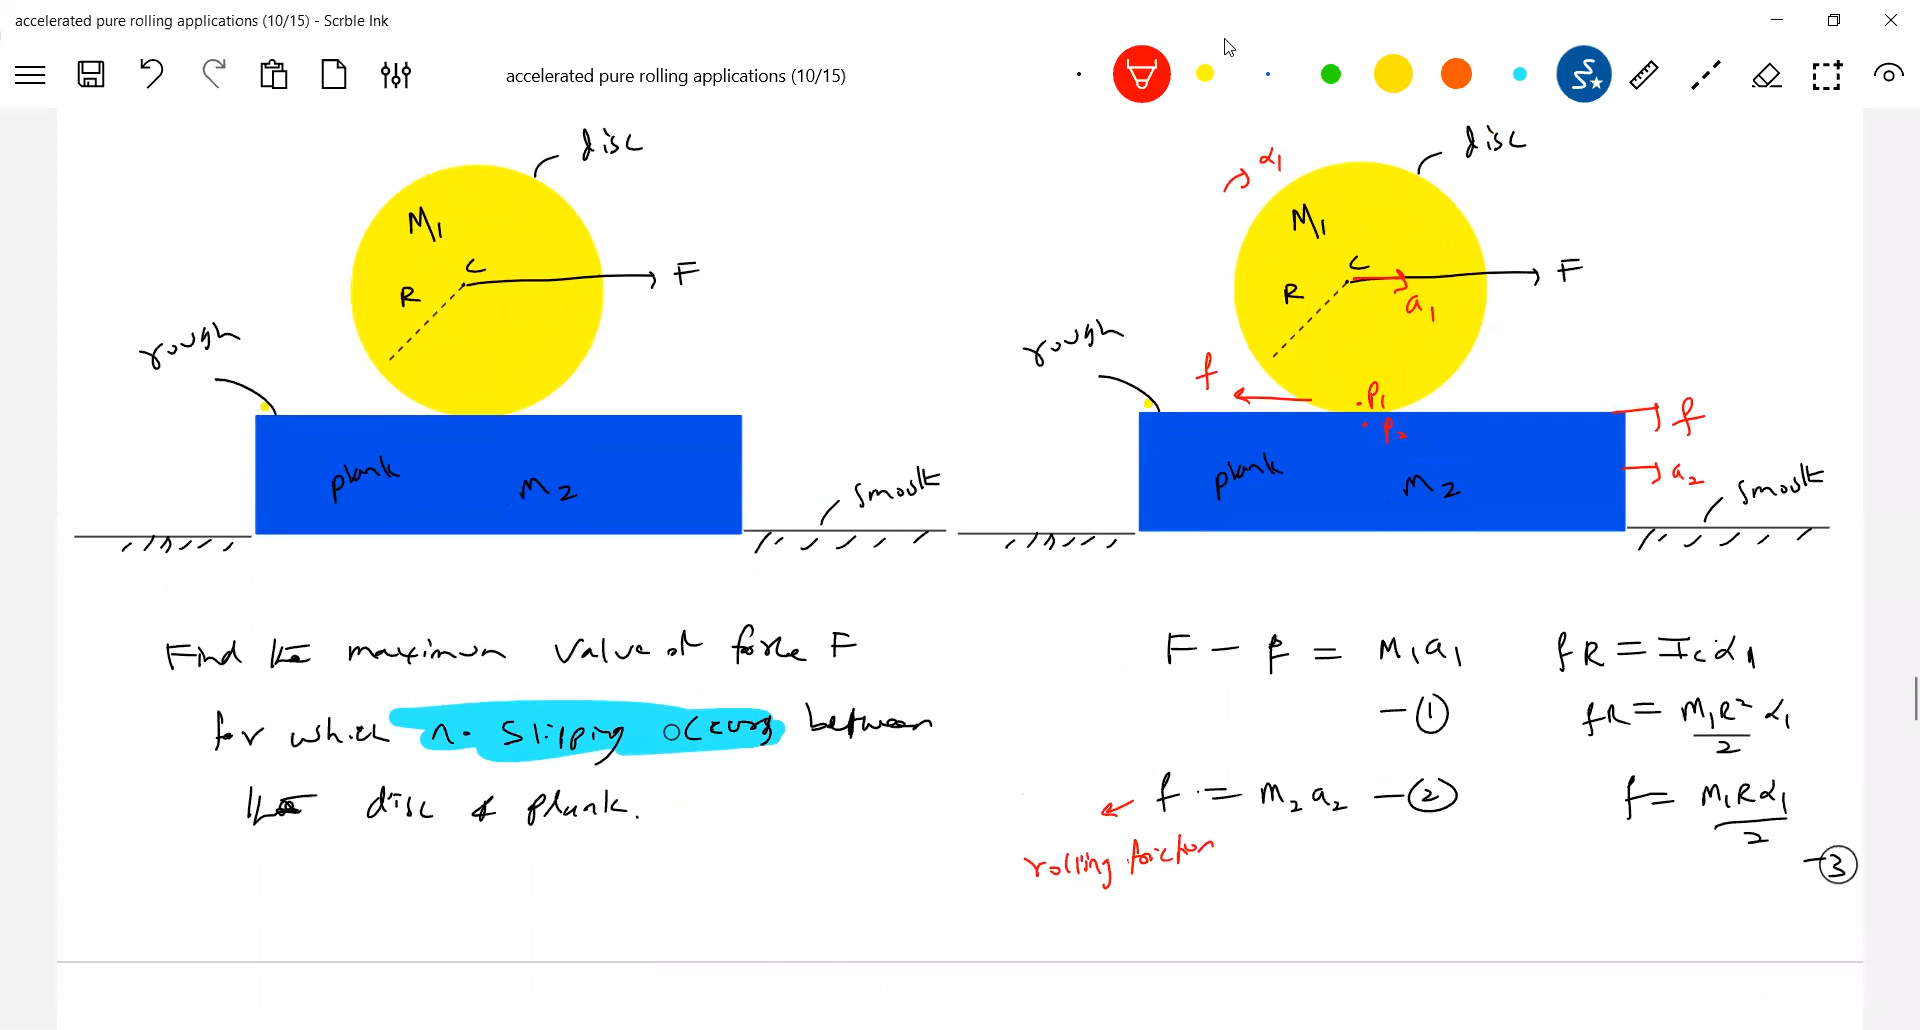 accelerated pure rolling applications (10/15) - Scrble Ink
accelerated pure rolling applications (10/15)
disc
M1
C
R
F
rough
plank
M2
smooth
disc
α1
M1
C
R
F
a1
rough
f
P1
P2
f
a2
plank
M2
smooth
Find the maximum value of force F
for which no slipping occurs between
the disc & plank.
F - f = M1a1
- ①
f = M2a2 - ②
rolling friction
fR = Icα1
fR = M1R²/2 α1
f = M1Rα1/2
- ③